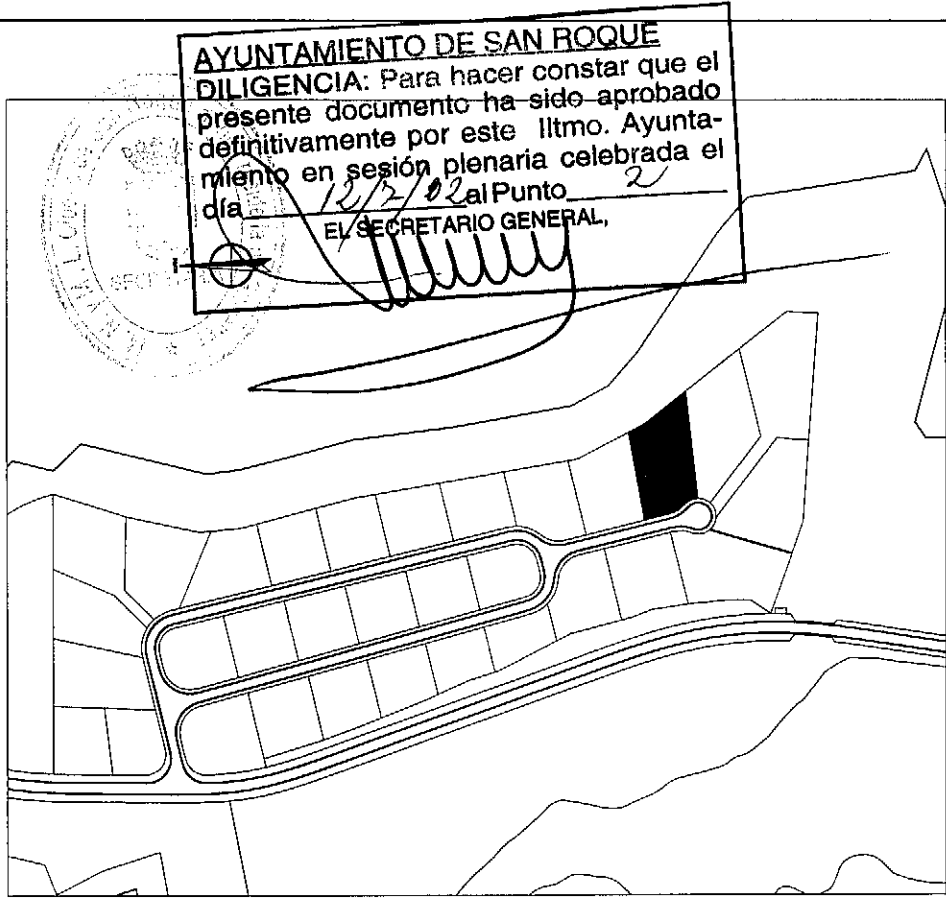 AYUNTAMIENTO DE SAN ROQUE
DILIGENCIA: Para hacer constar que el
presente documento ha sido aprobado
definitivamente por este Iltmo. Ayunta-
miento en sesión plenaria celebrada el
día 12/2/02 al Punto 2
EL SECRETARIO GENERAL,